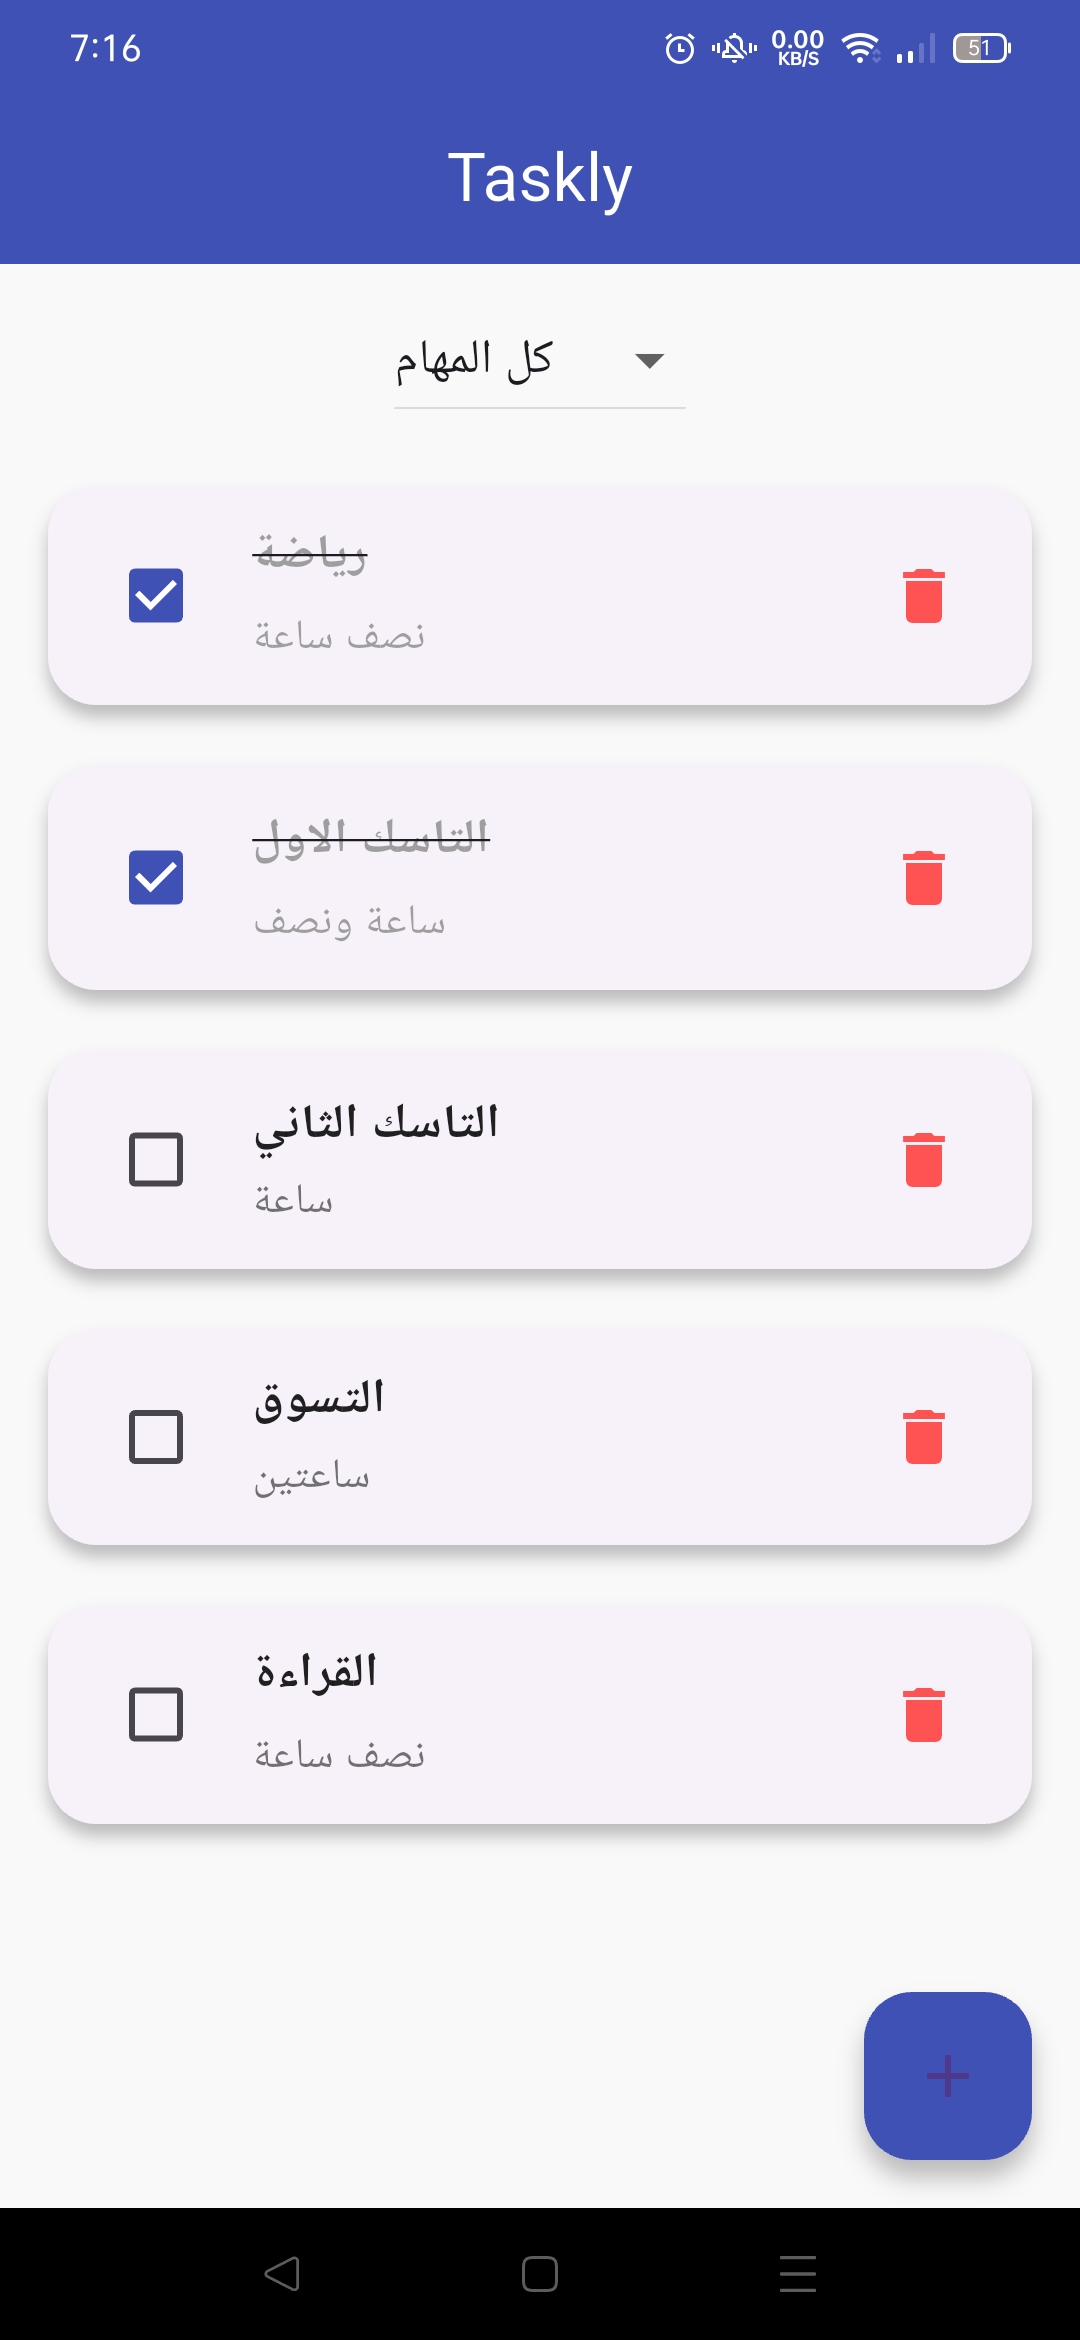 7:16
0.00
KB/S
51
Taskly
كل المهام
رياضة
نصف ساعة
التاسك الاول
ساعة ونصف
التاسك الثاني
ساعة
التسوق
ساعتين
القراءة
نصف ساعة